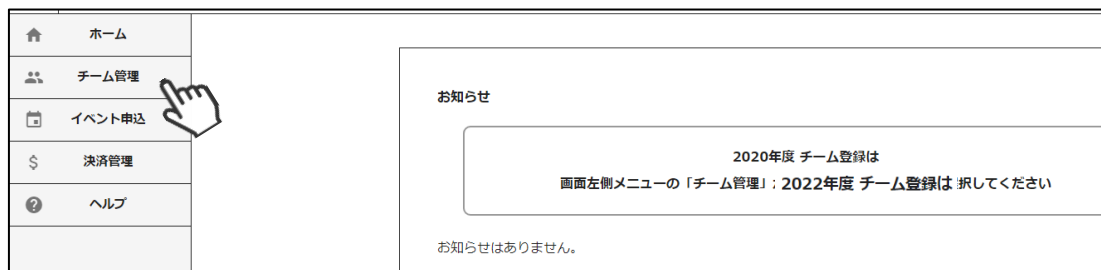 ホーム
チーム管理
イベント申込
決済管理
ヘルプ
お知らせ
2020年度 チーム登録は
画面左側メニューの「チーム管理」; 2022年度 チーム登録は 択してください
お知らせはありません。